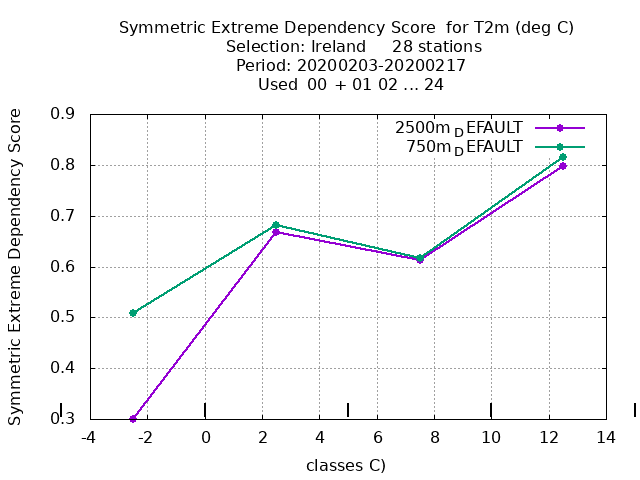 Symmetric Extreme Dependency Score  for T2m (deg C)
Selection: Ireland     28 stations
Period: 20200203-20200217
Used  00  + 01 02 ... 24
Symmetric Extreme Dependency Score
0.9
0.8
0.7
0.6
0.5
0.4
0.3
2500m_DEFAULT
750m_DEFAULT
-4 -2 0 2 4 6 8 10 12 14
classes C)